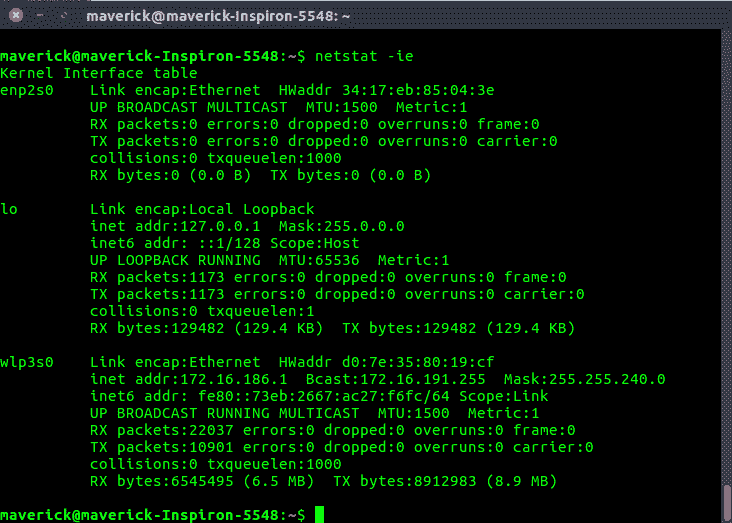 maverick@maverick-Inspiron-5548: ~
maverick@maverick-Inspiron-5548:~$ netstat -ie
Kernel Interface table
enp2s0    Link encap:Ethernet  HWaddr 34:17:eb:85:04:3e
          UP BROADCAST MULTICAST  MTU:1500  Metric:1
          RX packets:0 errors:0 dropped:0 overruns:0 frame:0
          TX packets:0 errors:0 dropped:0 overruns:0 carrier:0
          collisions:0 txqueuelen:1000
          RX bytes:0 (0.0 B)  TX bytes:0 (0.0 B)
lo        Link encap:Local Loopback
          inet addr:127.0.0.1  Mask:255.0.0.0
          inet6 addr: ::1/128 Scope:Host
          UP LOOPBACK RUNNING  MTU:65536  Metric:1
          RX packets:1173 errors:0 dropped:0 overruns:0 frame:0
          TX packets:1173 errors:0 dropped:0 overruns:0 carrier:0
          collisions:0 txqueuelen:1
          RX bytes:129482 (129.4 KB)  TX bytes:129482 (129.4 KB)
wlp3s0    Link encap:Ethernet  HWaddr d0:7e:35:80:19:cf
          inet addr:172.16.186.1  Bcast:172.16.191.255  Mask:255.255.240.0
          inet6 addr: fe80::73eb:2667:ac27:f6fc/64 Scope:Link
          UP BROADCAST RUNNING MULTICAST  MTU:1500  Metric:1
          RX packets:22037 errors:0 dropped:0 overruns:0 frame:0
          TX packets:10901 errors:0 dropped:0 overruns:0 carrier:0
          collisions:0 txqueuelen:1000
          RX bytes:6545495 (6.5 MB)  TX bytes:8912983 (8.9 MB)
maverick@maverick-Inspiron-5548:~$